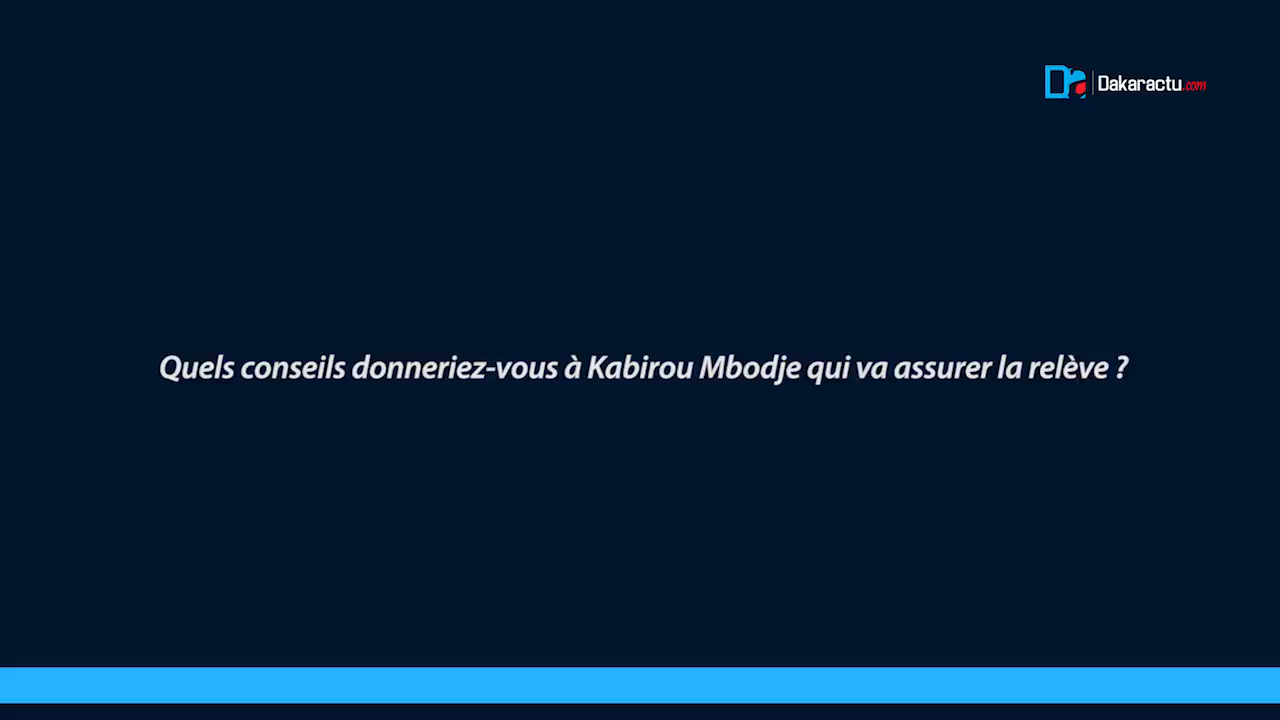 Dakaractu.com
Quels conseils donneriez-vous à Kabirou Mbodje qui va assurer la relève ?